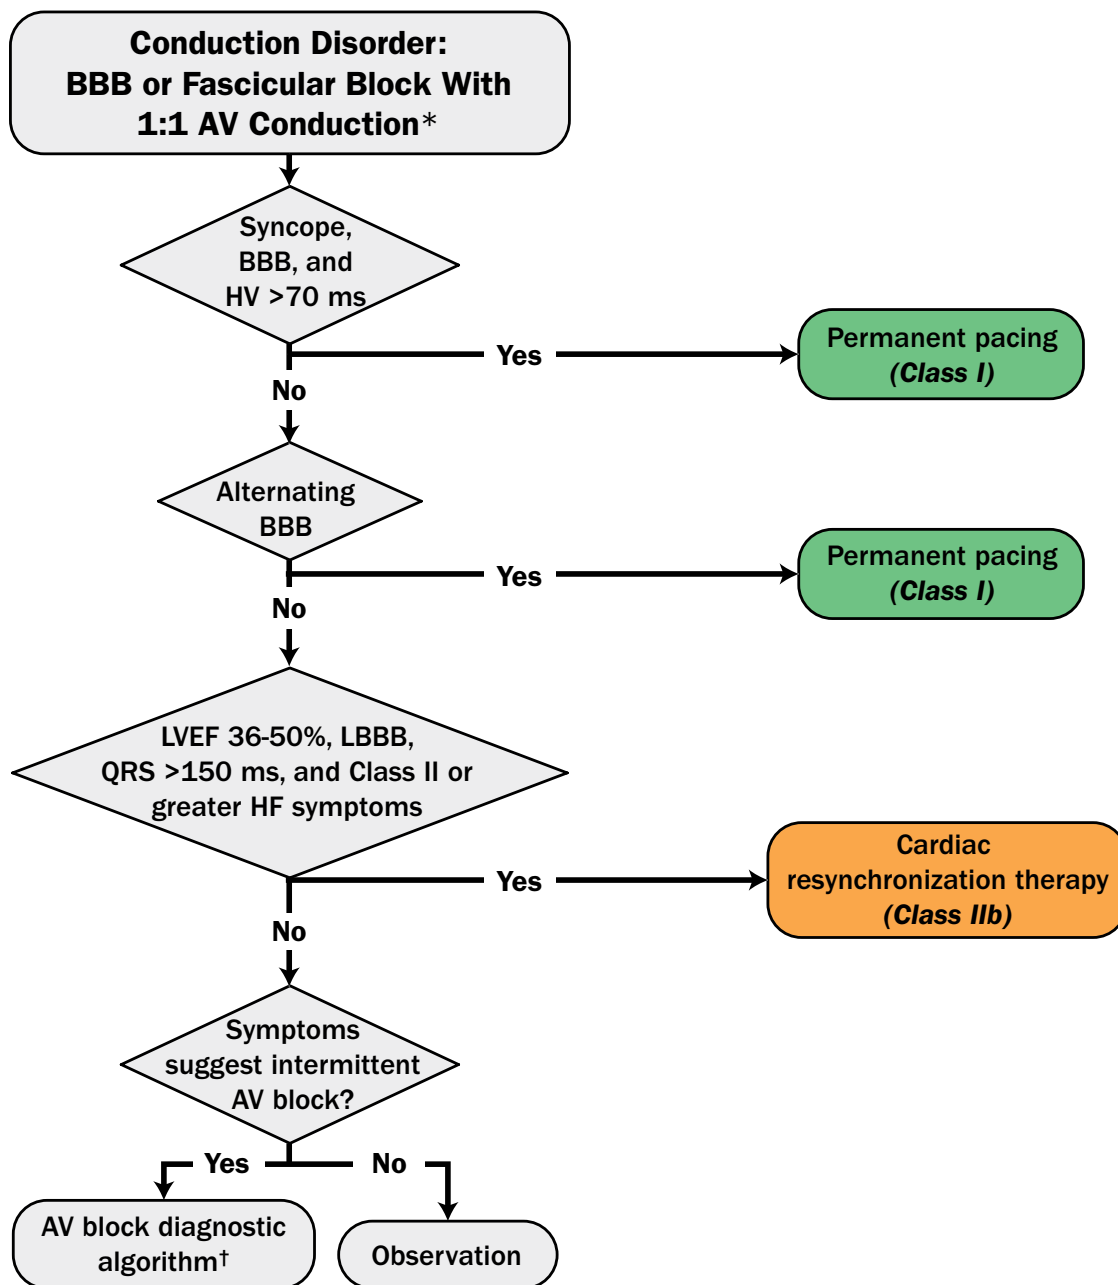 Conduction Disorder:
BBB or Fascicular Block With
1:1 AV Conduction*
Syncope,
BBB, and
HV >70 ms
Yes
Permanent pacing
(Class I)
No
Alternating
BBB
Yes
Permanent pacing
(Class I)
No
LVEF 36-50%, LBBB,
QRS >150 ms, and Class II or
greater HF symptoms
Yes
Cardiac
resynchronization therapy
(Class IIb)
No
Symptoms
suggest intermittent
AV block?
Yes
No
AV block diagnostic
algorithm†
Observation